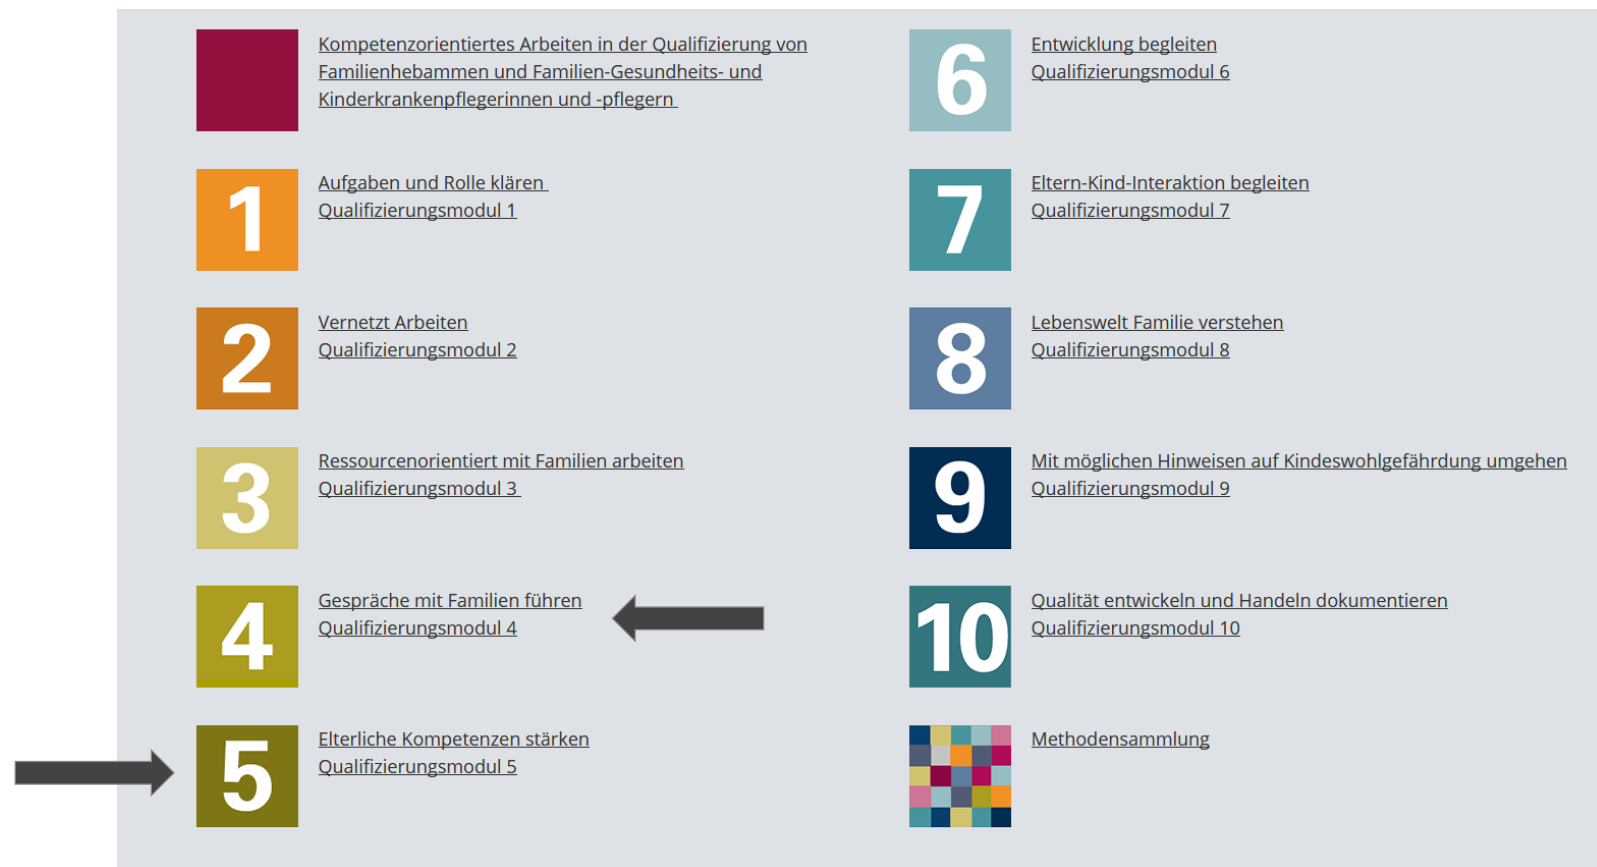 Kompetenzorientiertes Arbeiten in der Qualifizierung von
Familienhebammen und Familien-Gesundheits- und
Kinderkrankenpflegerinnen und -pflegern
1
Aufgaben und Rolle klären
Qualifizierungsmodul 1
2
Vernetzt Arbeiten
Qualifizierungsmodul 2
3
Ressourcenorientiert mit Familien arbeiten
Qualifizierungsmodul 3
4
Gespräche mit Familien führen
Qualifizierungsmodul 4
5
Elterliche Kompetenzen stärken
Qualifizierungsmodul 5
6
Entwicklung begleiten
Qualifizierungsmodul 6
7
Eltern-Kind-Interaktion begleiten
Qualifizierungsmodul 7
8
Lebenswelt Familie verstehen
Qualifizierungsmodul 8
9
Mit möglichen Hinweisen auf Kindeswohlgefährdung umgehen
Qualifizierungsmodul 9
10
Qualität entwickeln und Handeln dokumentieren
Qualifizierungsmodul 10
Methodensammlung